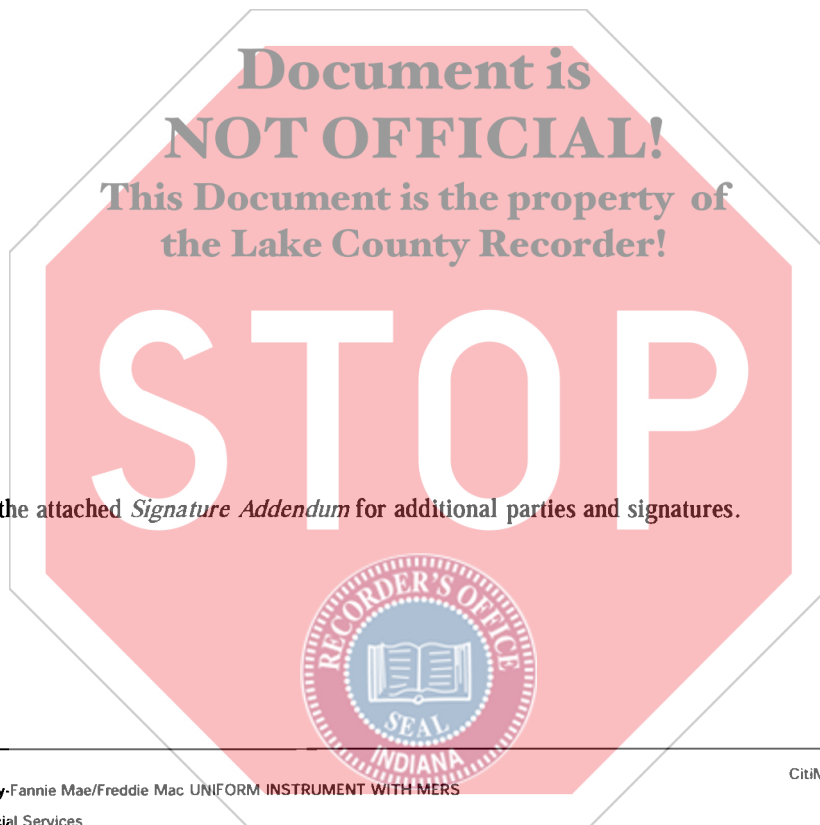 Document is
NOT OFFICIAL!
This Document is the property of
the Lake County Recorder!
STOP
the attached Signature Addendum for additional parties and signatures.
RECORDER'S OFFICE
SEAL
INDIANA
-Fannie Mae/Freddie Mac UNIFORM INSTRUMENT WITH MERS
Services